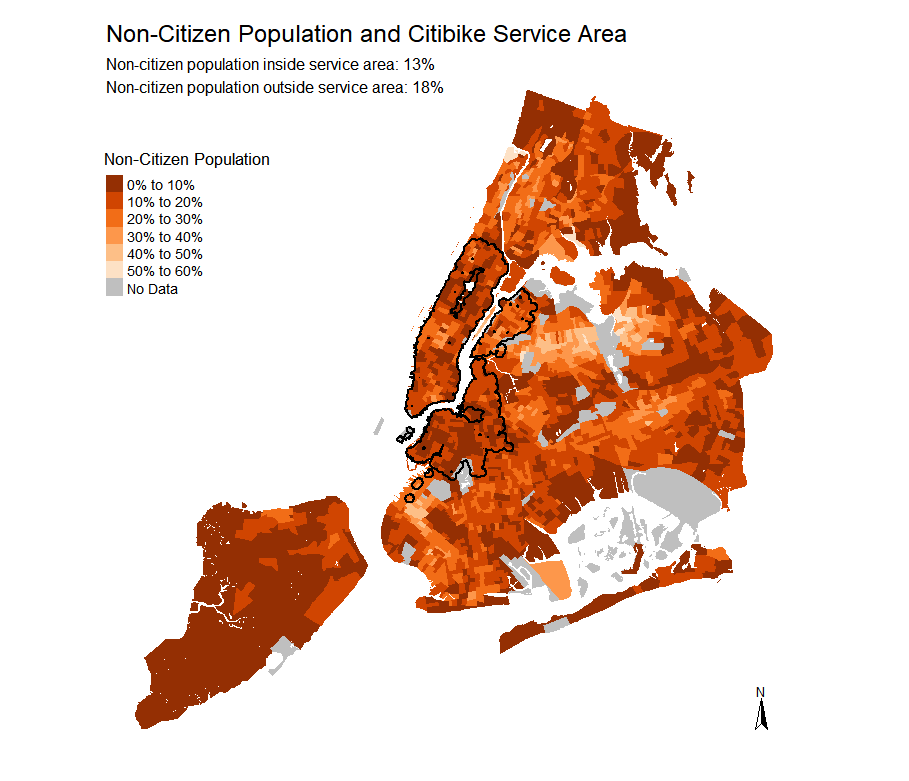 Non-Citizen Population and Citibike Service Area
Non-citizen population inside service area: 13%
Non-citizen population outside service area: 18%
Non-Citizen Population
0% to 10%
10% to 20%
20% to 30%
30% to 40%
40% to 50%
50% to 60%
No Data
N